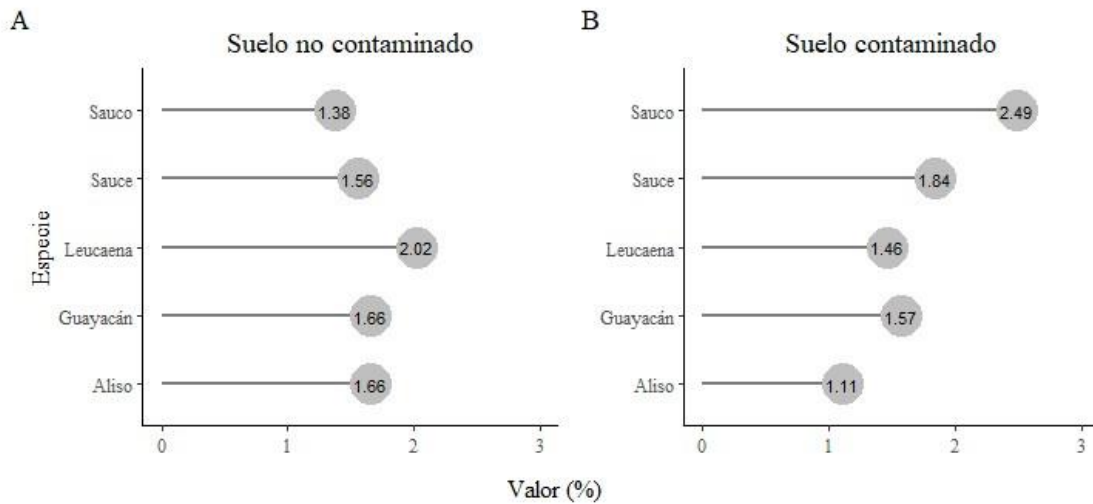 A
Suelo no contaminado
Especie
Sauco
1.38
Sauce
1.56
Leucaena
2.02
Guayacán
1.66
Aliso
1.66
0 1 2 3
B
Suelo contaminado
Sauco
2.49
Sauce
1.84
Leucaena
1.46
Guayacán
1.57
Aliso
1.11
0 1 2 3
Valor (%)